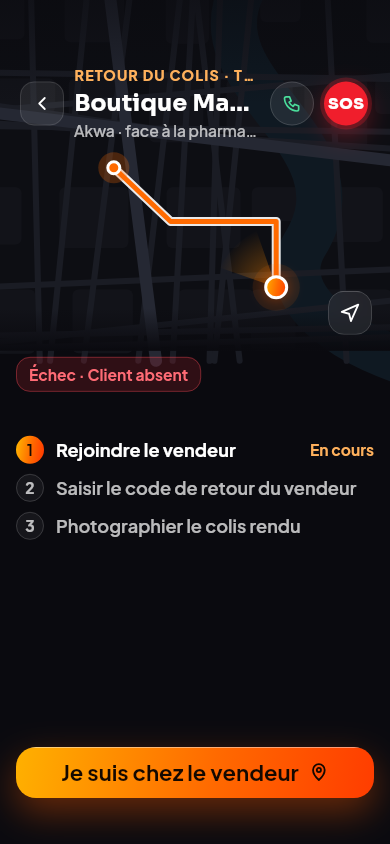 RETOUR DU COLIS · T…
Boutique Ma…
Akwa · face à la pharma…
SOS
Échec · Client absent
1 Rejoindre le vendeur En cours
2 Saisir le code de retour du vendeur
3 Photographier le colis rendu
Je suis chez le vendeur